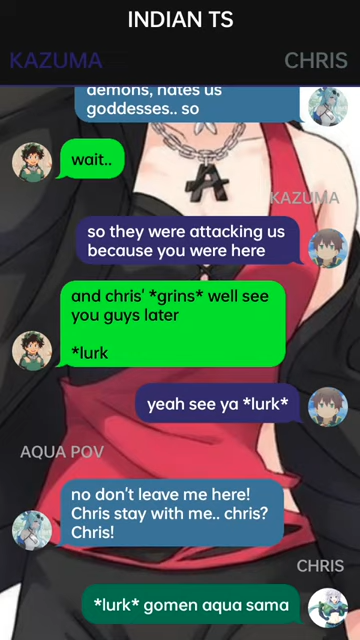 INDIAN TS
KAZUMA
CHRIS
demons, hates us
goddesses.. so
wait..
KAZUMA
so they were attacking us
because you were here
and chris' *grins* well see
you guys later
*lurk
yeah see ya *lurk*
AQUA POV
no don't leave me here!
Chris stay with me.. chris?
Chris!
CHRIS
*lurk* gomen aqua sama